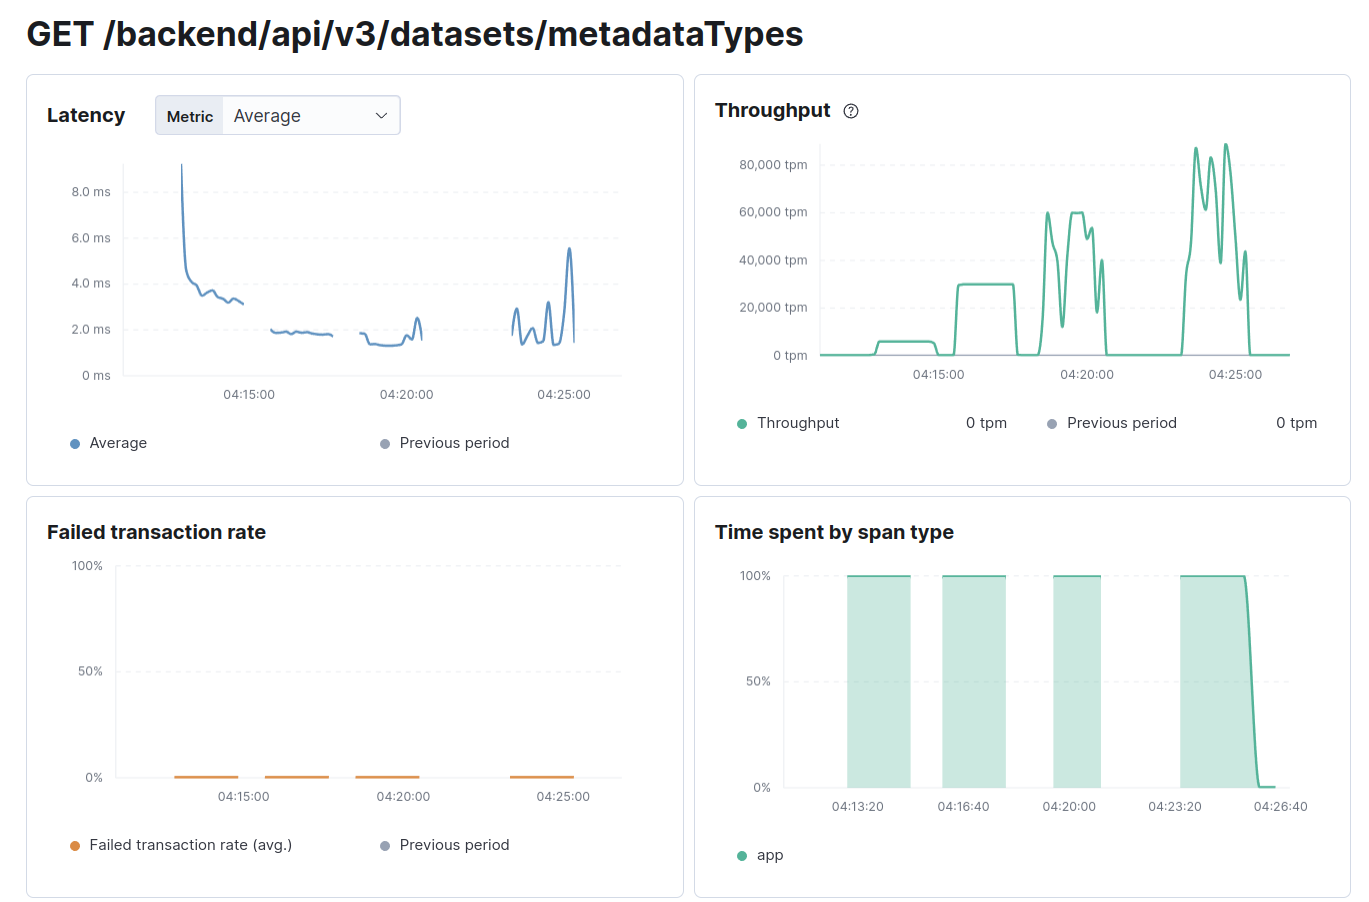 GET /backend/api/v3/datasets/metadataTypes
Latency
Metric Average
8.0 ms
6.0 ms
4.0 ms
2.0 ms
0 ms
04:15:00 04:20:00 04:25:00
Average Previous period
Throughput ?
80,000 tpm
60,000 tpm
40,000 tpm
20,000 tpm
0 tpm
04:15:00 04:20:00 04:25:00
Throughput 0 tpm Previous period 0 tpm
Failed transaction rate
100%
50%
0%
04:15:00 04:20:00 04:25:00
Failed transaction rate (avg.) Previous period
Time spent by span type
100%
50%
0%
04:13:20 04:16:40 04:20:00 04:23:20 04:26:40
app